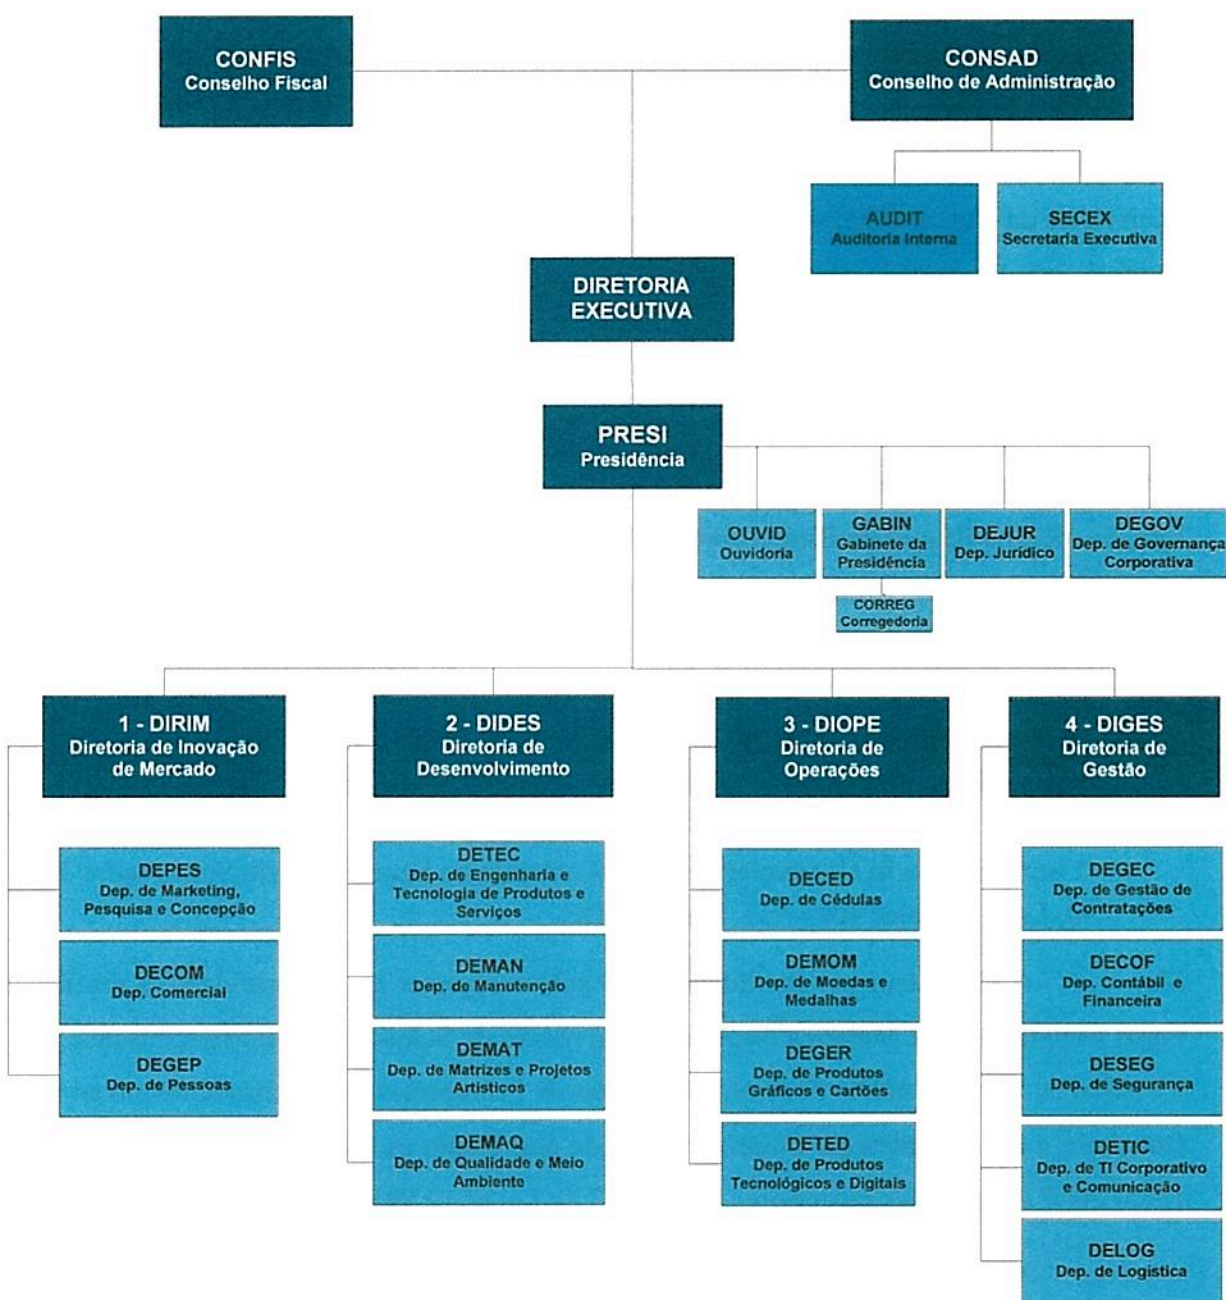 CONFIS
Conselho Fiscal
CONSAD
Conselho de Administração
AUDIT
Auditoria Interna
SECEX
Secretaria Executiva
DIRETORIA
EXECUTIVA
PRESI
Presidência
OUVID
Ouvidoria
GABIN
Gabinete da
Presidência
DEJUR
Dep. Jurídico
DEGOV
Dep. de Governança
Corporativa
CORREG
Corregedoria
1 - DIRIM
Diretoria de Inovação
de Mercado
2 - DIDES
Diretoria de
Desenvolvimento
3 - DIOPE
Diretoria de
Operações
4 - DIGES
Diretoria de
Gestão
DEPES
Dep. de Marketing,
Pesquisa e Concepção
DECOM
Dep. Comercial
DEGEP
Dep. de Pessoas
DETEC
Dep. de Engenharia e
Tecnologia de Produtos e
Serviços
DEMAN
Dep. de Manutenção
DEMAT
Dep. de Matrizes e Projetos
Artísticos
DEMAQ
Dep. de Qualidade e Meio
Ambiente
DECED
Dep. de Cédulas
DEMOM
Dep. de Moedas e
Medalhas
DEGER
Dep. de Produtos
Gráficos e Cartões
DETED
Dep. de Produtos
Tecnológicos e Digitais
DEGEC
Dep. de Gestão de
Contratações
DECOF
Dep. Contábil e
Financeira
DESEG
Dep. de Segurança
DETIC
Dep. de TI Corporativo
e Comunicação
DELOG
Dep. de Logística